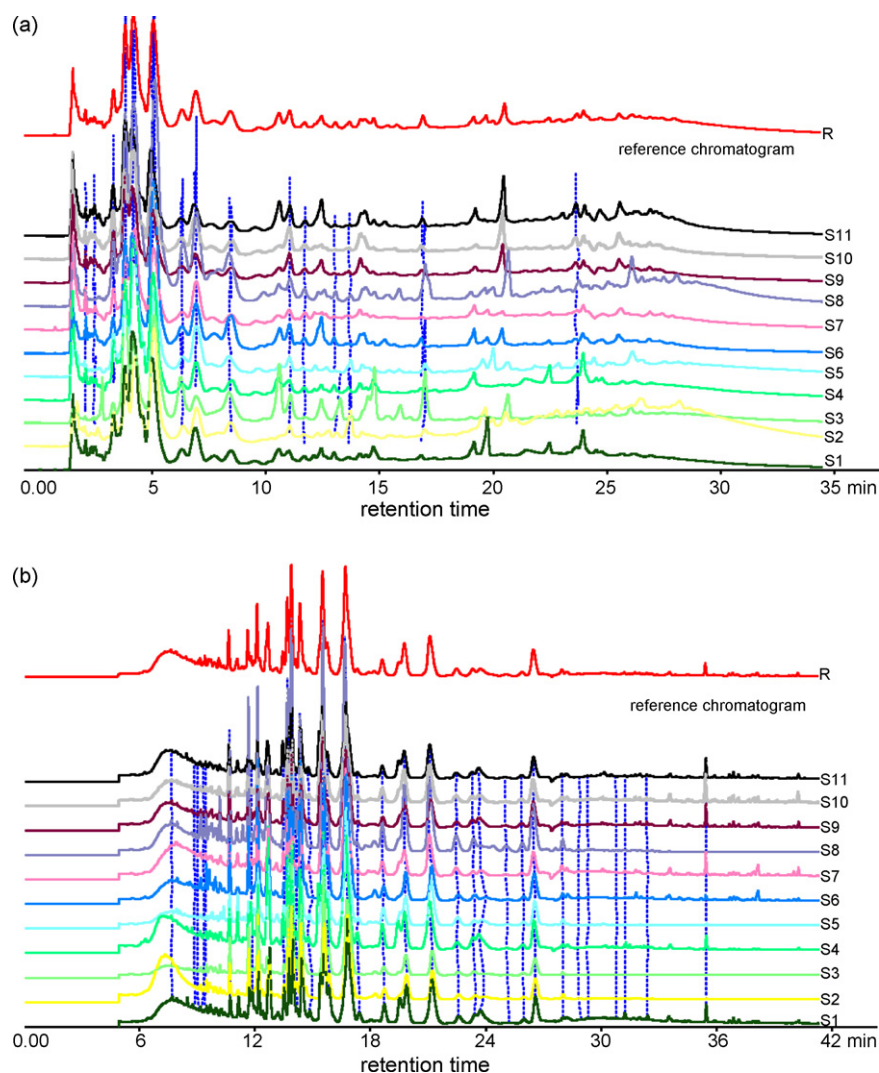 (a)
R
reference chromatogram
S11
S10
S9
S8
S7
S6
S5
S4
S3
S2
S1
0.00 5 10 15 20 25 30 35 min
retention time
(b)
R
reference chromatogram
S11
S10
S9
S8
S7
S6
S5
S4
S3
S2
S1
0.00 12 18 24 30 36 42 min
retention time